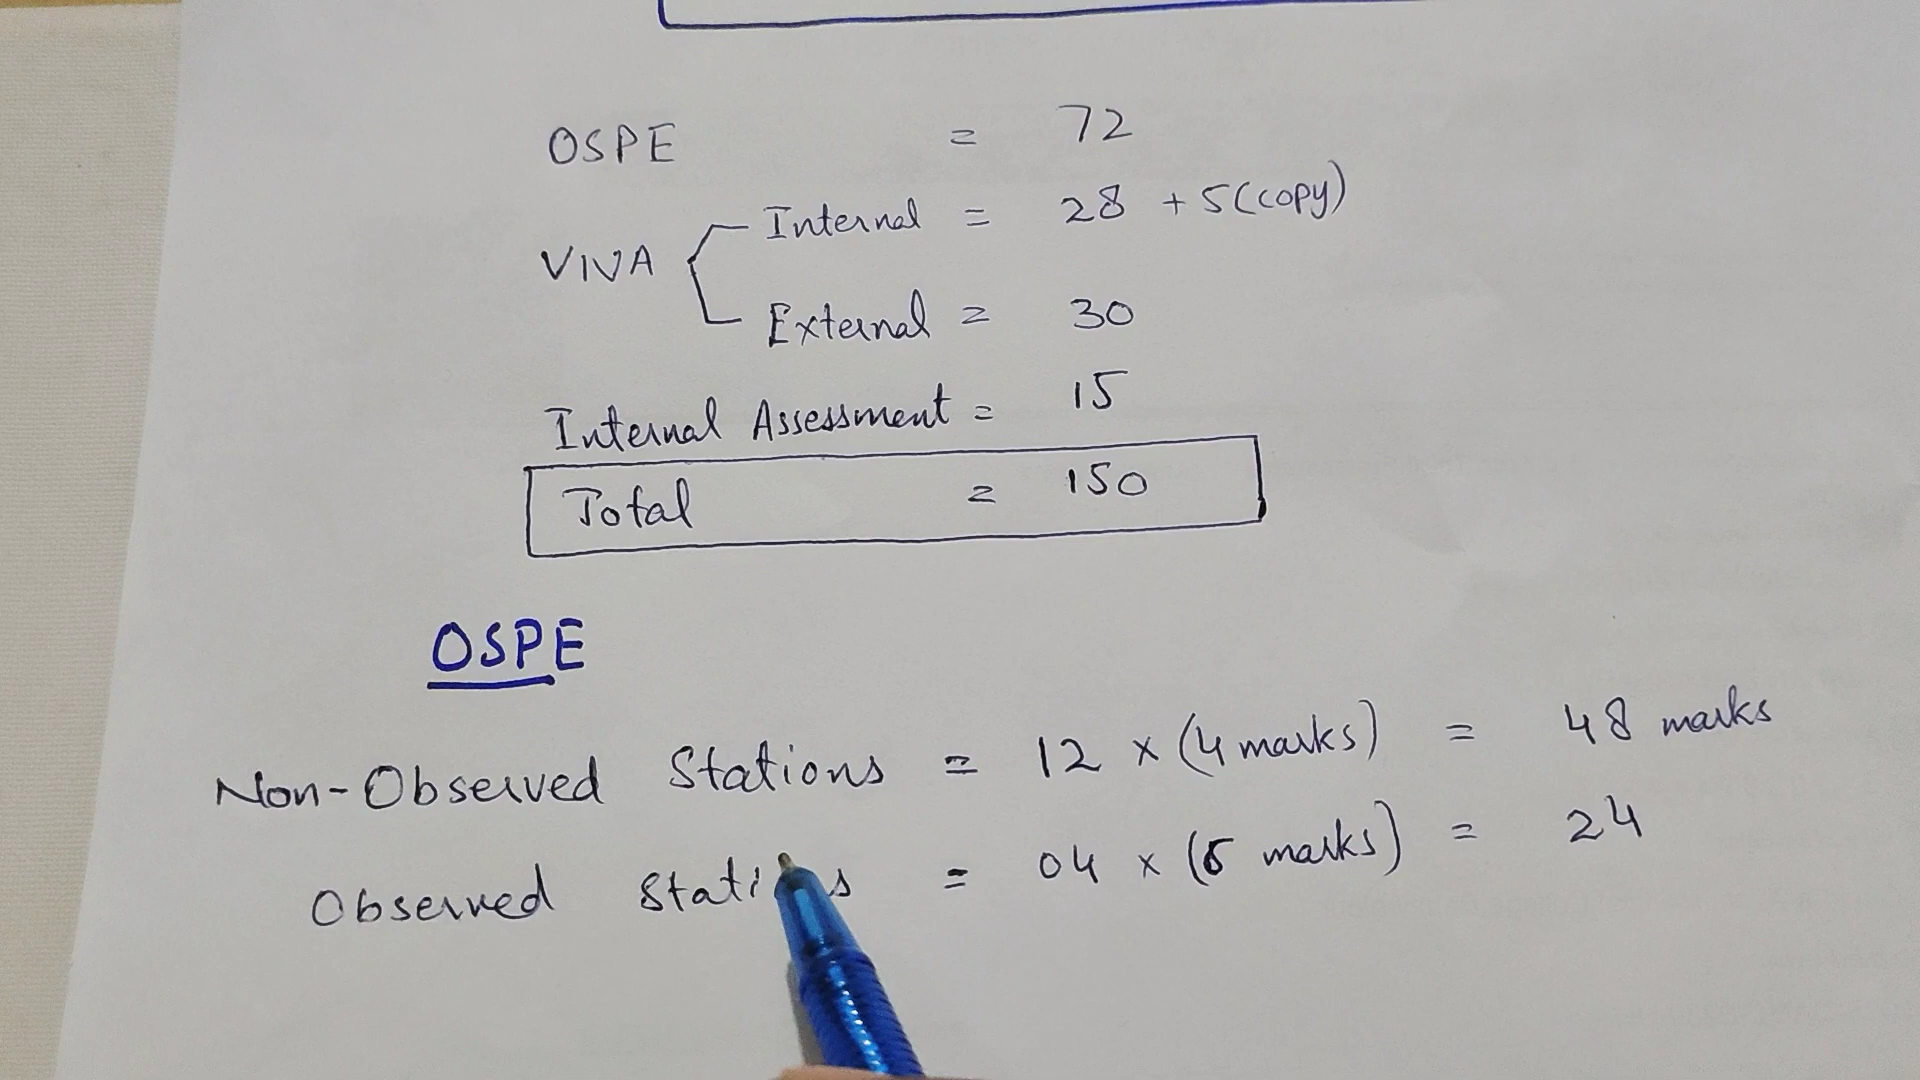 OSPE = 72
VIVA Internal = 28 + 5 (copy)
External = 30
Internal Assessment = 15
Total = 150
OSPE
Non-Observed Stations = 12 x (4 marks) = 48 marks
Observed = 04 x (6 marks) = 24